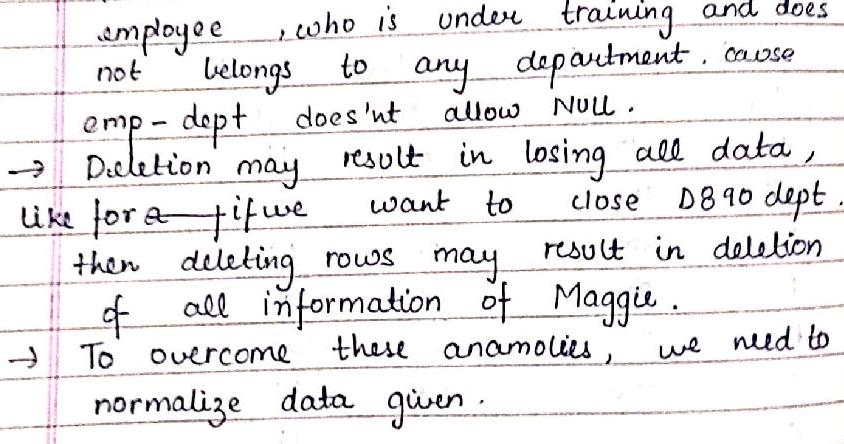 employee , who is under training and does
not belongs to any department. cause
emp-dept does'nt allow NULL.
→ Deletion may result in losing all data,
like for a if we want to close D890 dept.
then deleting rows may result in deletion
of all information of Maggie.
→ To overcome these anamolies, we need to
normalize data given.